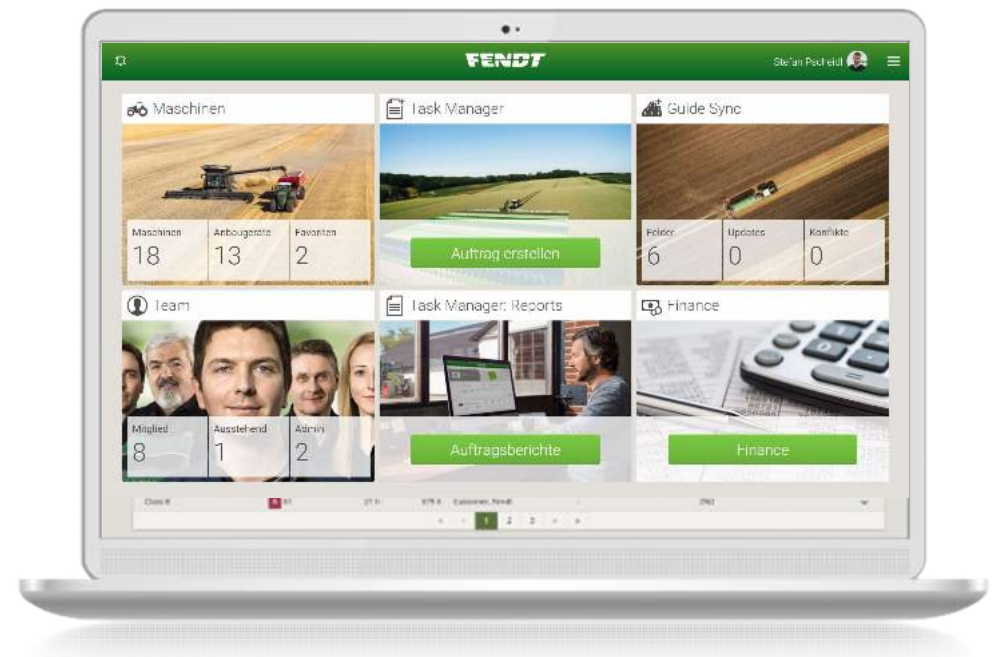 FENDT
Stefan Pscheidl
Maschinen
Task Manager
Guide Sync
Maschinen
Anbaugeräte
Favoriten
18
13
2
Auftrag erstellen
Felder
Updates
Konflikte
6
0
0
Team
Task Manager: Reports
Finance
Mitglied
Ausstehend
Admin
8
1
2
Auftragsberichte
Finance
« < 1 2 3 > »